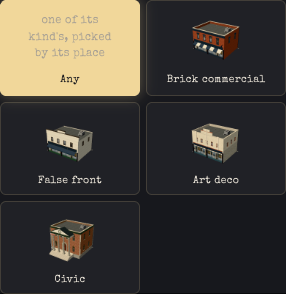 one of its
kind's, picked
by its place
Any
Brick commercial
False front
Art deco
Civic